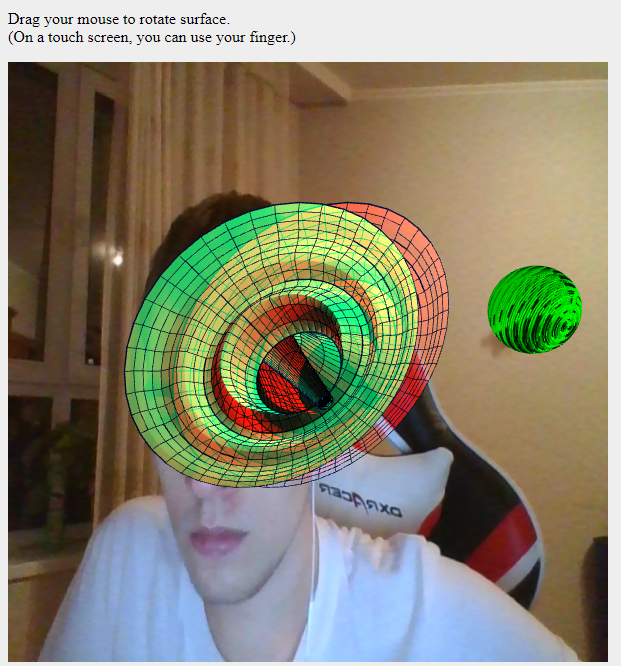 Drag your mouse to rotate surface.
(On a touch screen, you can use your finger.)
DXRACER